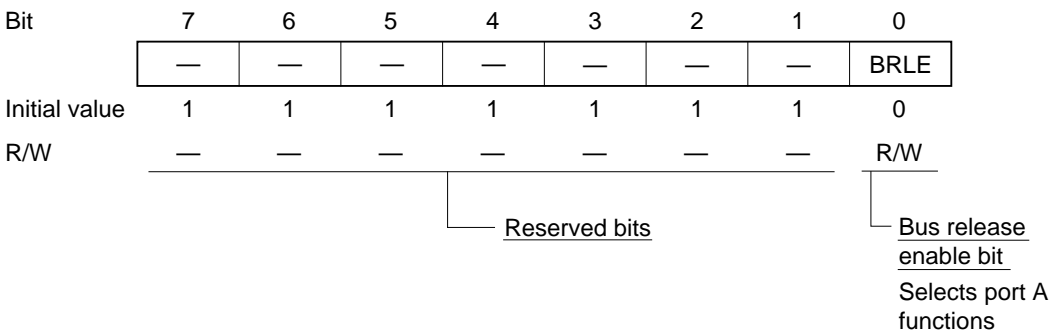 Bit 7 6 5 4 3 2 1 0
— — — — — — — BRLE
Initial value 1 1 1 1 1 1 1 0
R/W — — — — — — — R/W
Reserved bits
Bus release
enable bit
Selects port A
functions